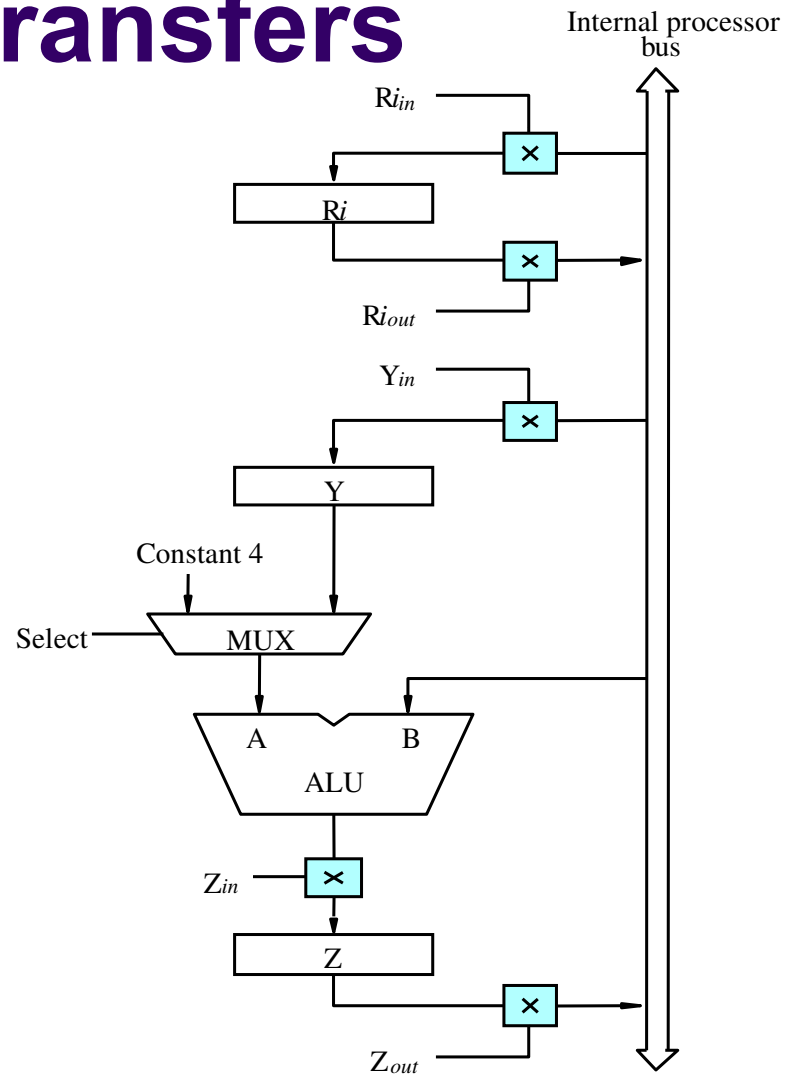 ransfers
Internal processor
bus
Riin
Ri
Riout
Yin
Y
Constant 4
Select
MUX
A B
ALU
Zin
Z
Zout